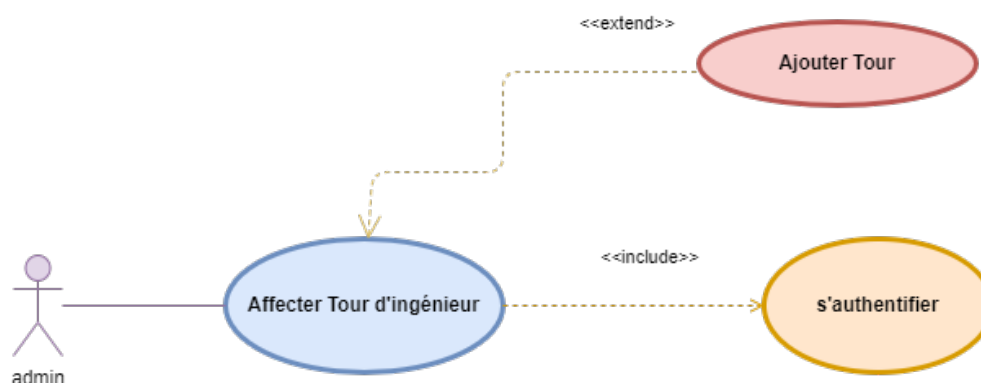 <<extend>>
Ajouter Tour
<<include>>
Affecter Tour d'ingénieur
s'authentifier
admin